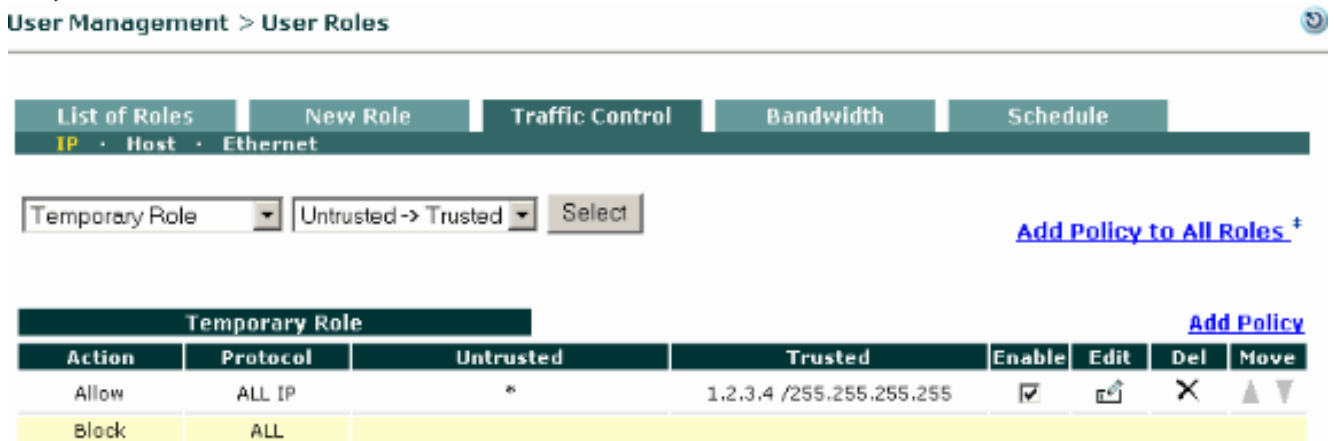 User Management > User Roles
List of Roles New Role Traffic Control Bandwidth Schedule
IP · Host · Ethernet
Temporary Role Untrusted -> Trusted Select
Add Policy to All Roles ‡
Temporary Role Add Policy
Action Protocol Untrusted Trusted Enable Edit Del Move
Allow ALL IP * 1.2.3.4 /255.255.255.255
Block ALL